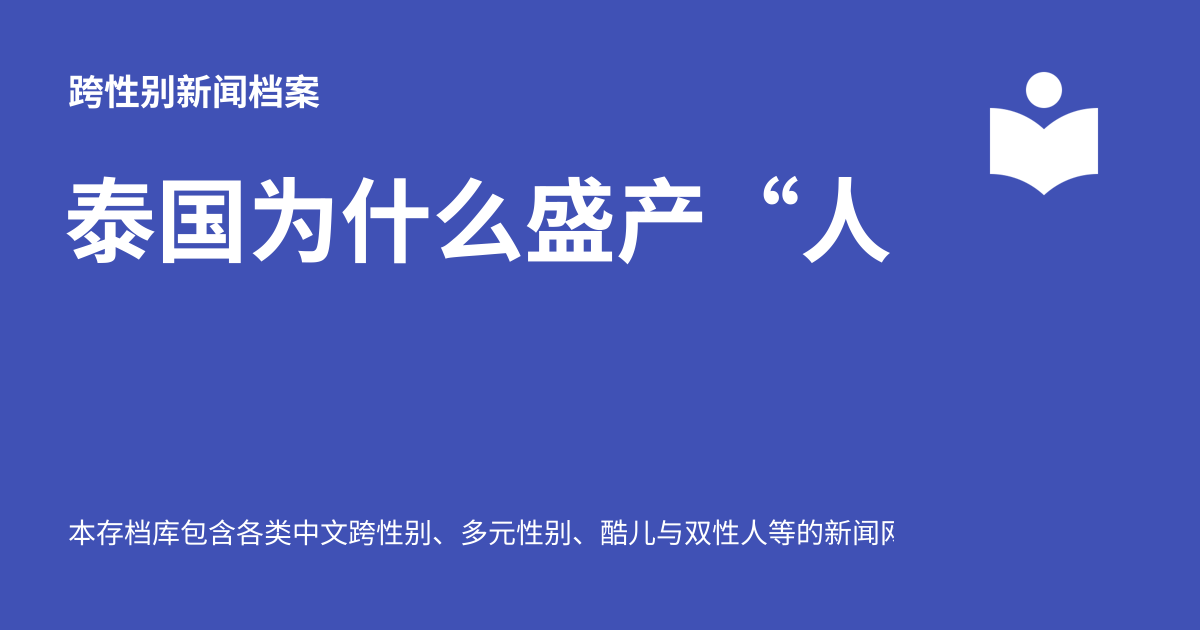 跨性别新闻档案
泰国为什么盛产“人
本存档库包含各类中文跨性别、多元性别、酷儿与双性人等的新闻